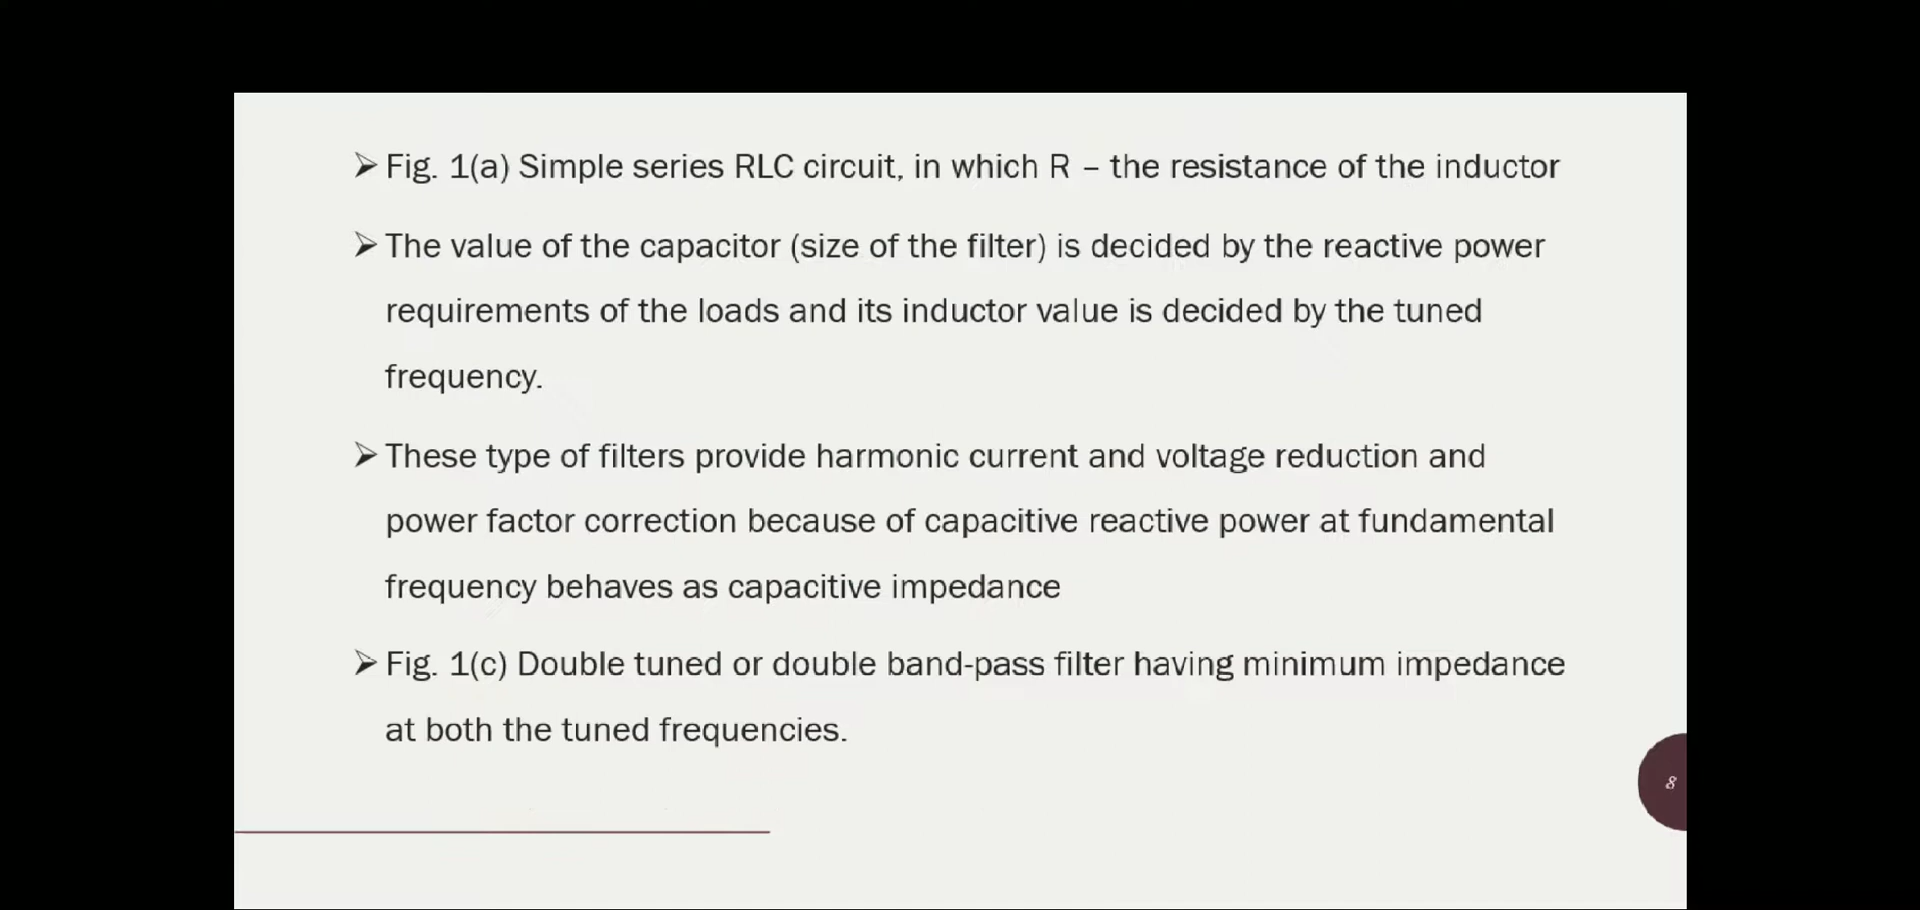 ➢ Fig. 1(a) Simple series RLC circuit, in which R – the resistance of the inductor
➢ The value of the capacitor (size of the filter) is decided by the reactive power
requirements of the loads and its inductor value is decided by the tuned
frequency.
➢ These type of filters provide harmonic current and voltage reduction and
power factor correction because of capacitive reactive power at fundamental
frequency behaves as capacitive impedance
➢ Fig. 1(c) Double tuned or double band-pass filter having minimum impedance
at both the tuned frequencies.
8